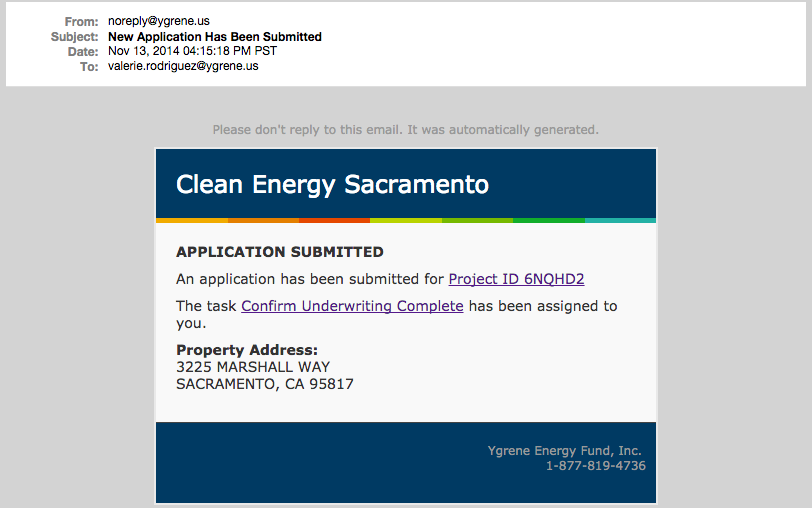 From: noreply@ygrene.us
Subject: New Application Has Been Submitted
Date: Nov 13, 2014 04:15:18 PM PST
To: valerie.rodriguez@ygrene.us
Please don't reply to this email. It was automatically generated.
Clean Energy Sacramento
APPLICATION SUBMITTED
An application has been submitted for Project ID 6NQHD2
The task Confirm Underwriting Complete has been assigned to
you.
Property Address:
3225 MARSHALL WAY
SACRAMENTO, CA 95817
Ygrene Energy Fund, Inc.
1-877-819-4736